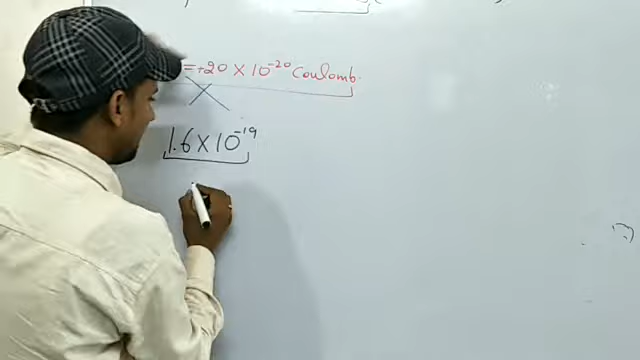 = +20 × 10⁻²⁰ Coulomb.
1.6 × 10⁻¹⁹